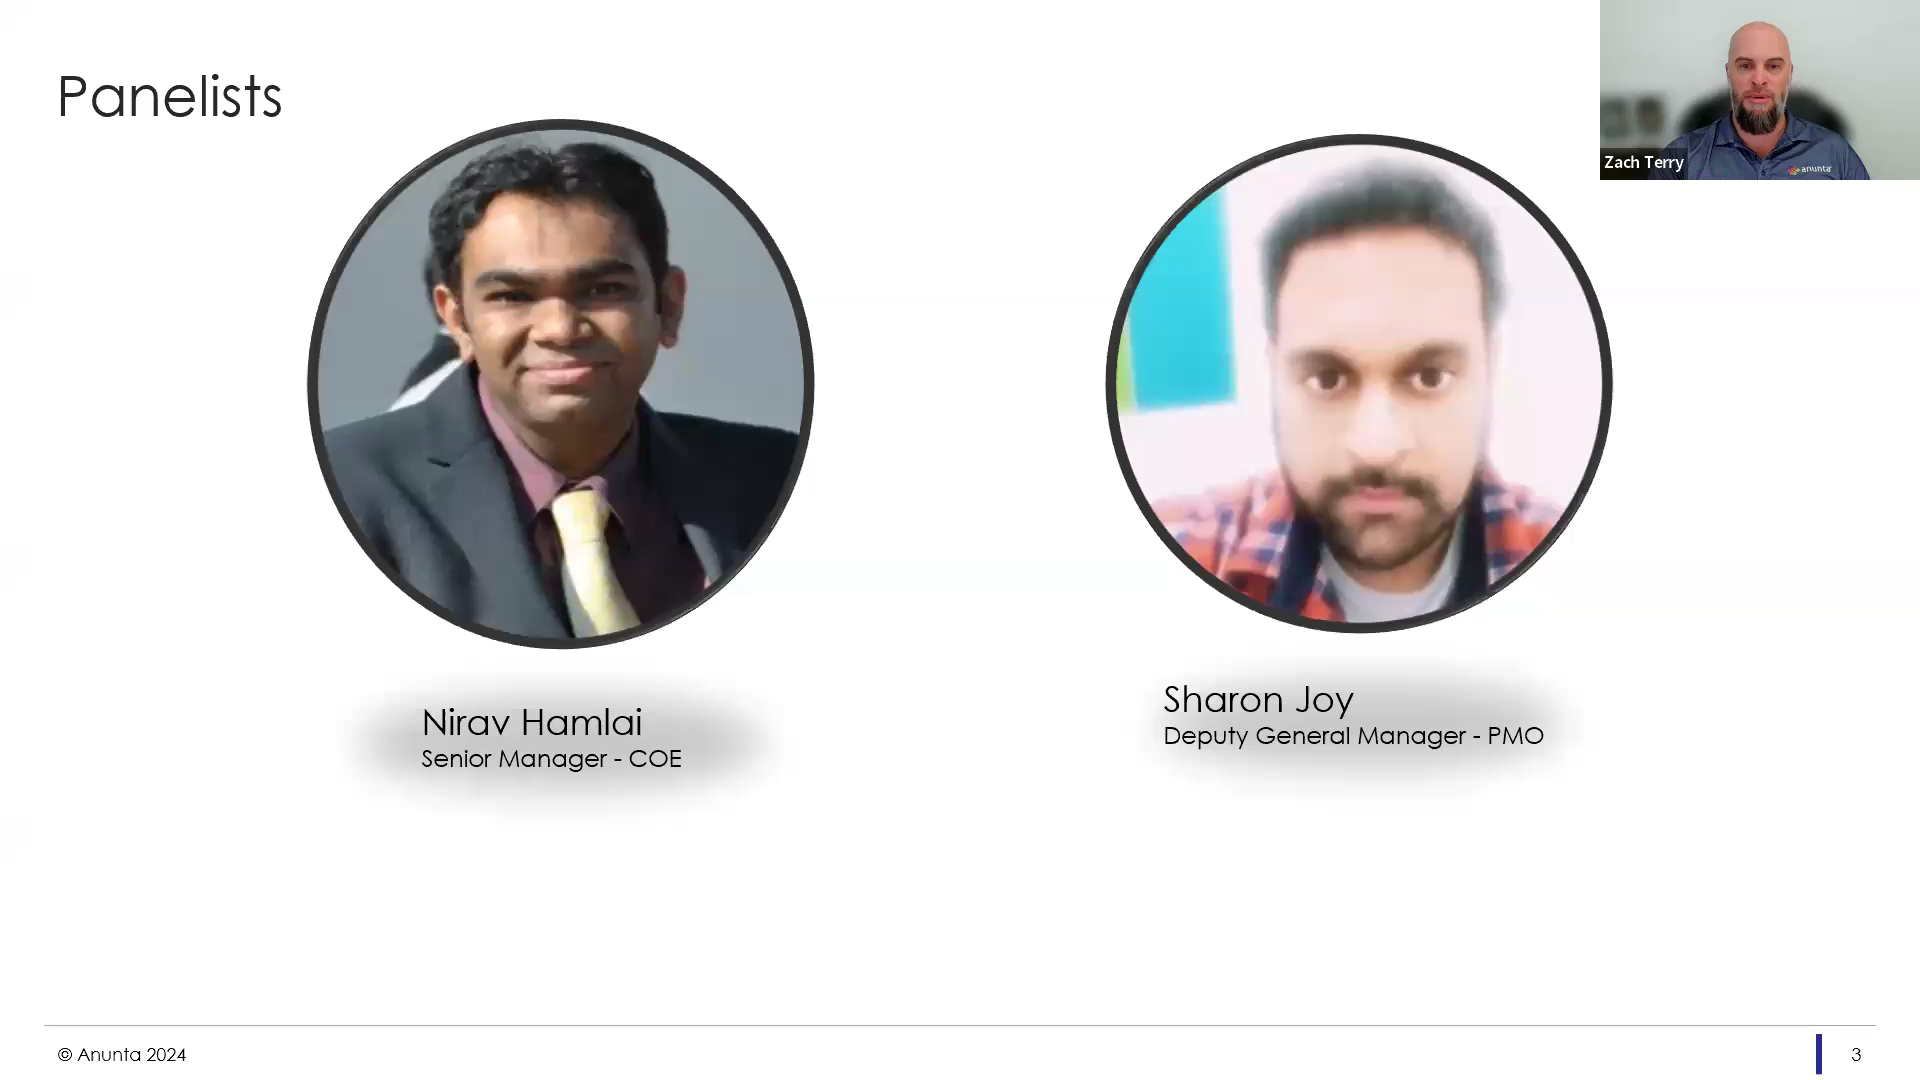 Panelists
Zach Terry
anunta
Nirav Hamlai
Senior Manager - COE
Sharon Joy
Deputy General Manager - PMO
© Anunta 2024
3